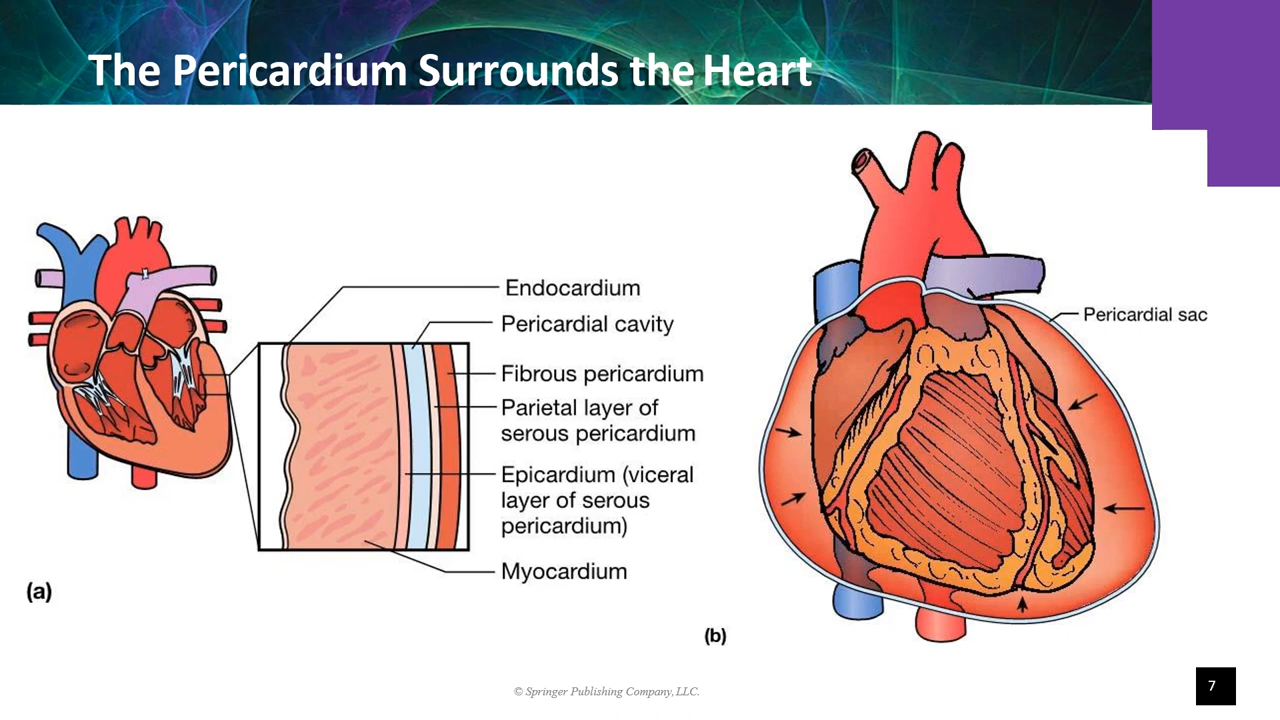 The Pericardium Surrounds the Heart
Endocardium
Pericardial cavity
Fibrous pericardium
Parietal layer of
serous pericardium
Epicardium (viceral
layer of serous
pericardium)
Myocardium
(a)
Pericardial sac
(b)
© Springer Publishing Company, LLC.
7